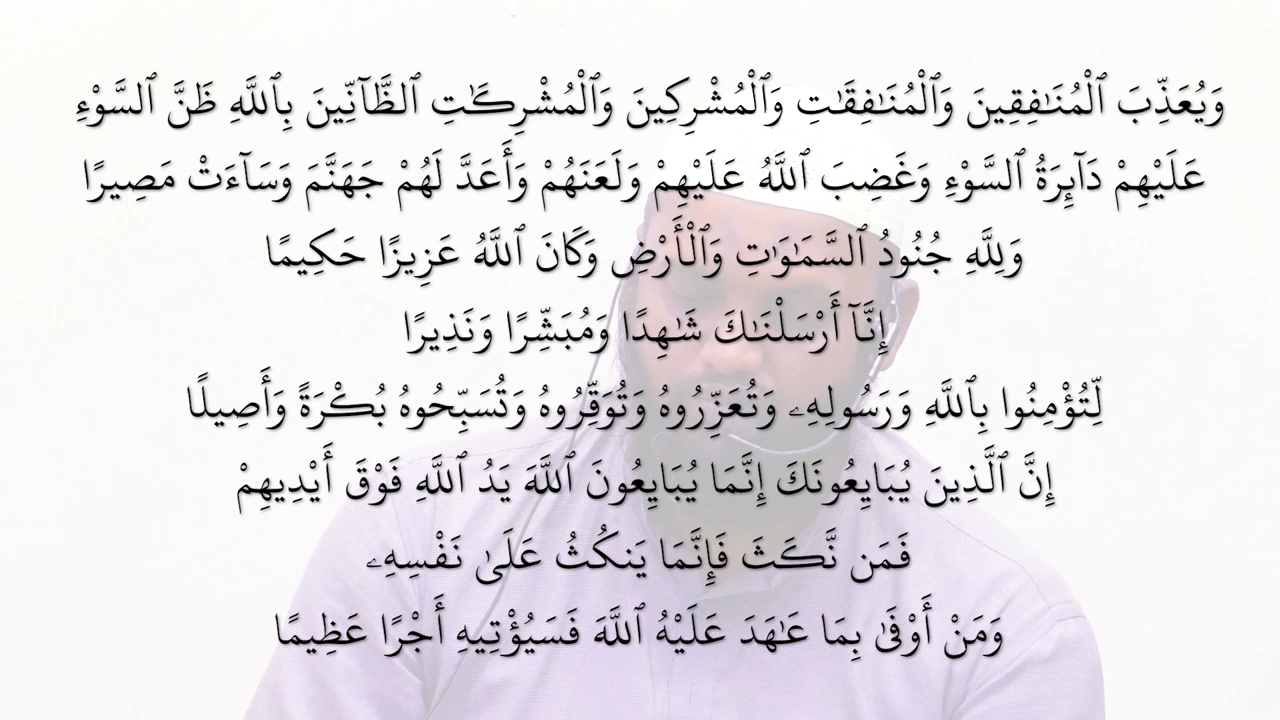 وَيُعَذِّبَ ٱلْمُنَـٰفِقِينَ وَٱلْمُنَـٰفِقَـٰتِ وَٱلْمُشْرِكِينَ وَٱلْمُشْرِكَـٰتِ ٱلظَّآنِّينَ بِٱللَّهِ ظَنَّ ٱلسَّوْءِ
عَلَيْهِمْ دَآئِرَةُ ٱلسَّوْءِ وَغَضِبَ ٱللَّهُ عَلَيْهِمْ وَلَعَنَهُمْ وَأَعَدَّ لَهُمْ جَهَنَّمَ وَسَآءَتْ مَصِيرًا
وَلِلَّهِ جُنُودُ ٱلسَّمَـٰوَٰتِ وَٱلْأَرْضِ وَكَانَ ٱللَّهُ عَزِيزًا حَكِيمًا
إِنَّآ أَرْسَلْنَـٰكَ شَـٰهِدًا وَمُبَشِّرًا وَنَذِيرًا
لِّتُؤْمِنُوا بِٱللَّهِ وَرَسُولِهِۦ وَتُعَزِّرُوهُ وَتُوَقِّرُوهُ وَتُسَبِّحُوهُ بُكْرَةً وَأَصِيلًا
إِنَّ ٱلَّذِينَ يُبَايِعُونَكَ إِنَّمَا يُبَايِعُونَ ٱللَّهَ يَدُ ٱللَّهِ فَوْقَ أَيْدِيهِمْ
فَمَن نَّكَثَ فَإِنَّمَا يَنكُثُ عَلَىٰ نَفْسِهِۦ
وَمَنْ أَوْفَىٰ بِمَا عَـٰهَدَ عَلَيْهُ ٱللَّهَ فَسَيُؤْتِيهِ أَجْرًا عَظِيمًا